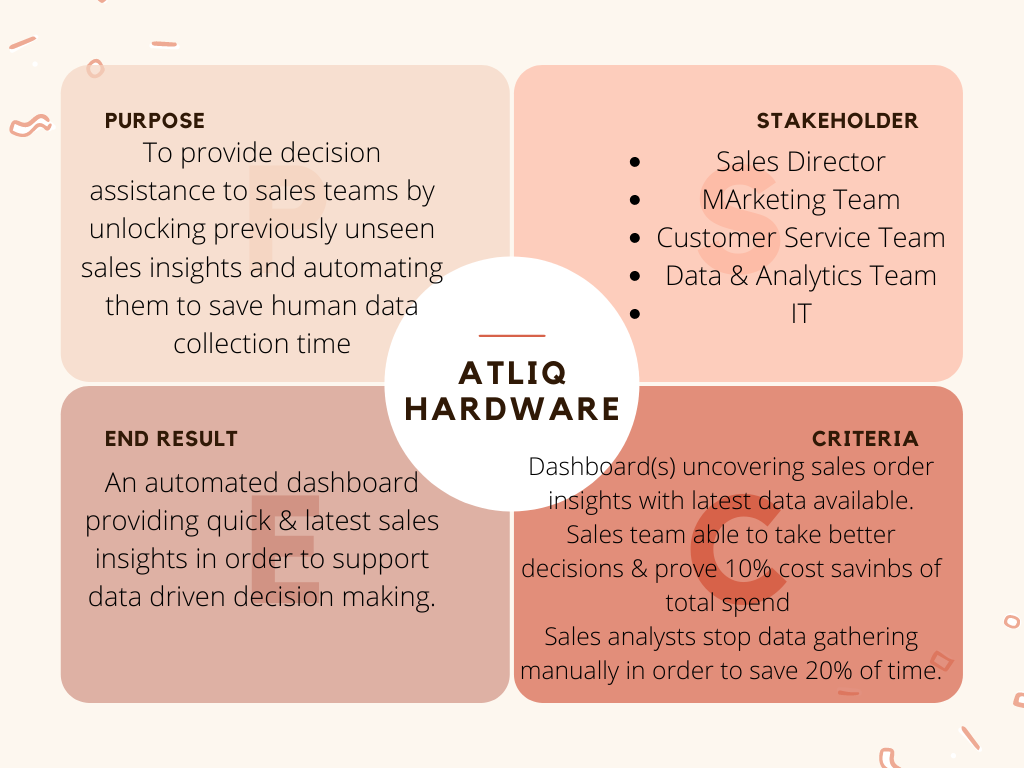 PURPOSE
To provide decision
assistance to sales teams by
unlocking previously unseen
sales insights and automating
them to save human data
collection time
P
STAKEHOLDER
• Sales Director
• MArketing Team
• Customer Service Team
• Data & Analytics Team
• IT
S
ATLIQ
HARDWARE
END RESULT
An automated dashboard
providing quick & latest sales
insights in order to support
data driven decision making.
E
CRITERIA
Dashboard(s) uncovering sales order
insights with latest data available.
Sales team able to take better
decisions & prove 10% cost savinbs of
total spend
Sales analysts stop data gathering
manually in order to save 20% of time.
C